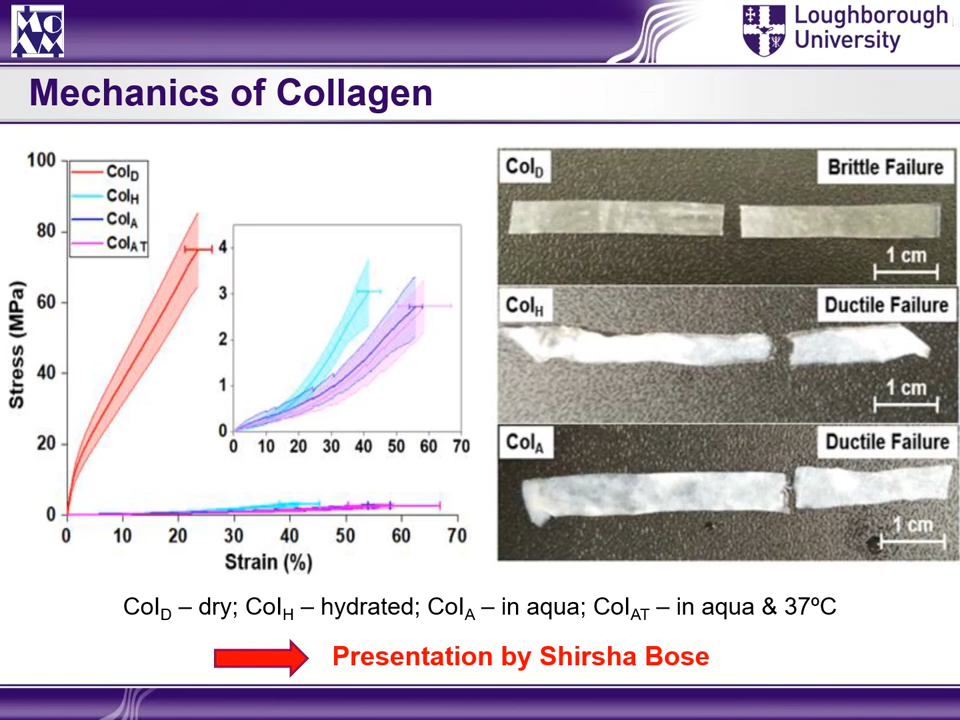 MCAM
Loughborough
University
Mechanics of Collagen
100
80
60
40
20
0
Stress (MPa)
ColD
ColH
ColA
ColAT
4
3
2
1
0
0 10 20 30 40 50 60 70
0 10 20 30 40 50 60 70
Strain (%)
ColD Brittle Failure
1 cm
ColH Ductile Failure
1 cm
ColA Ductile Failure
1 cm
ColD – dry; ColH – hydrated; ColA – in aqua; ColAT – in aqua & 37ºC
Presentation by Shirsha Bose